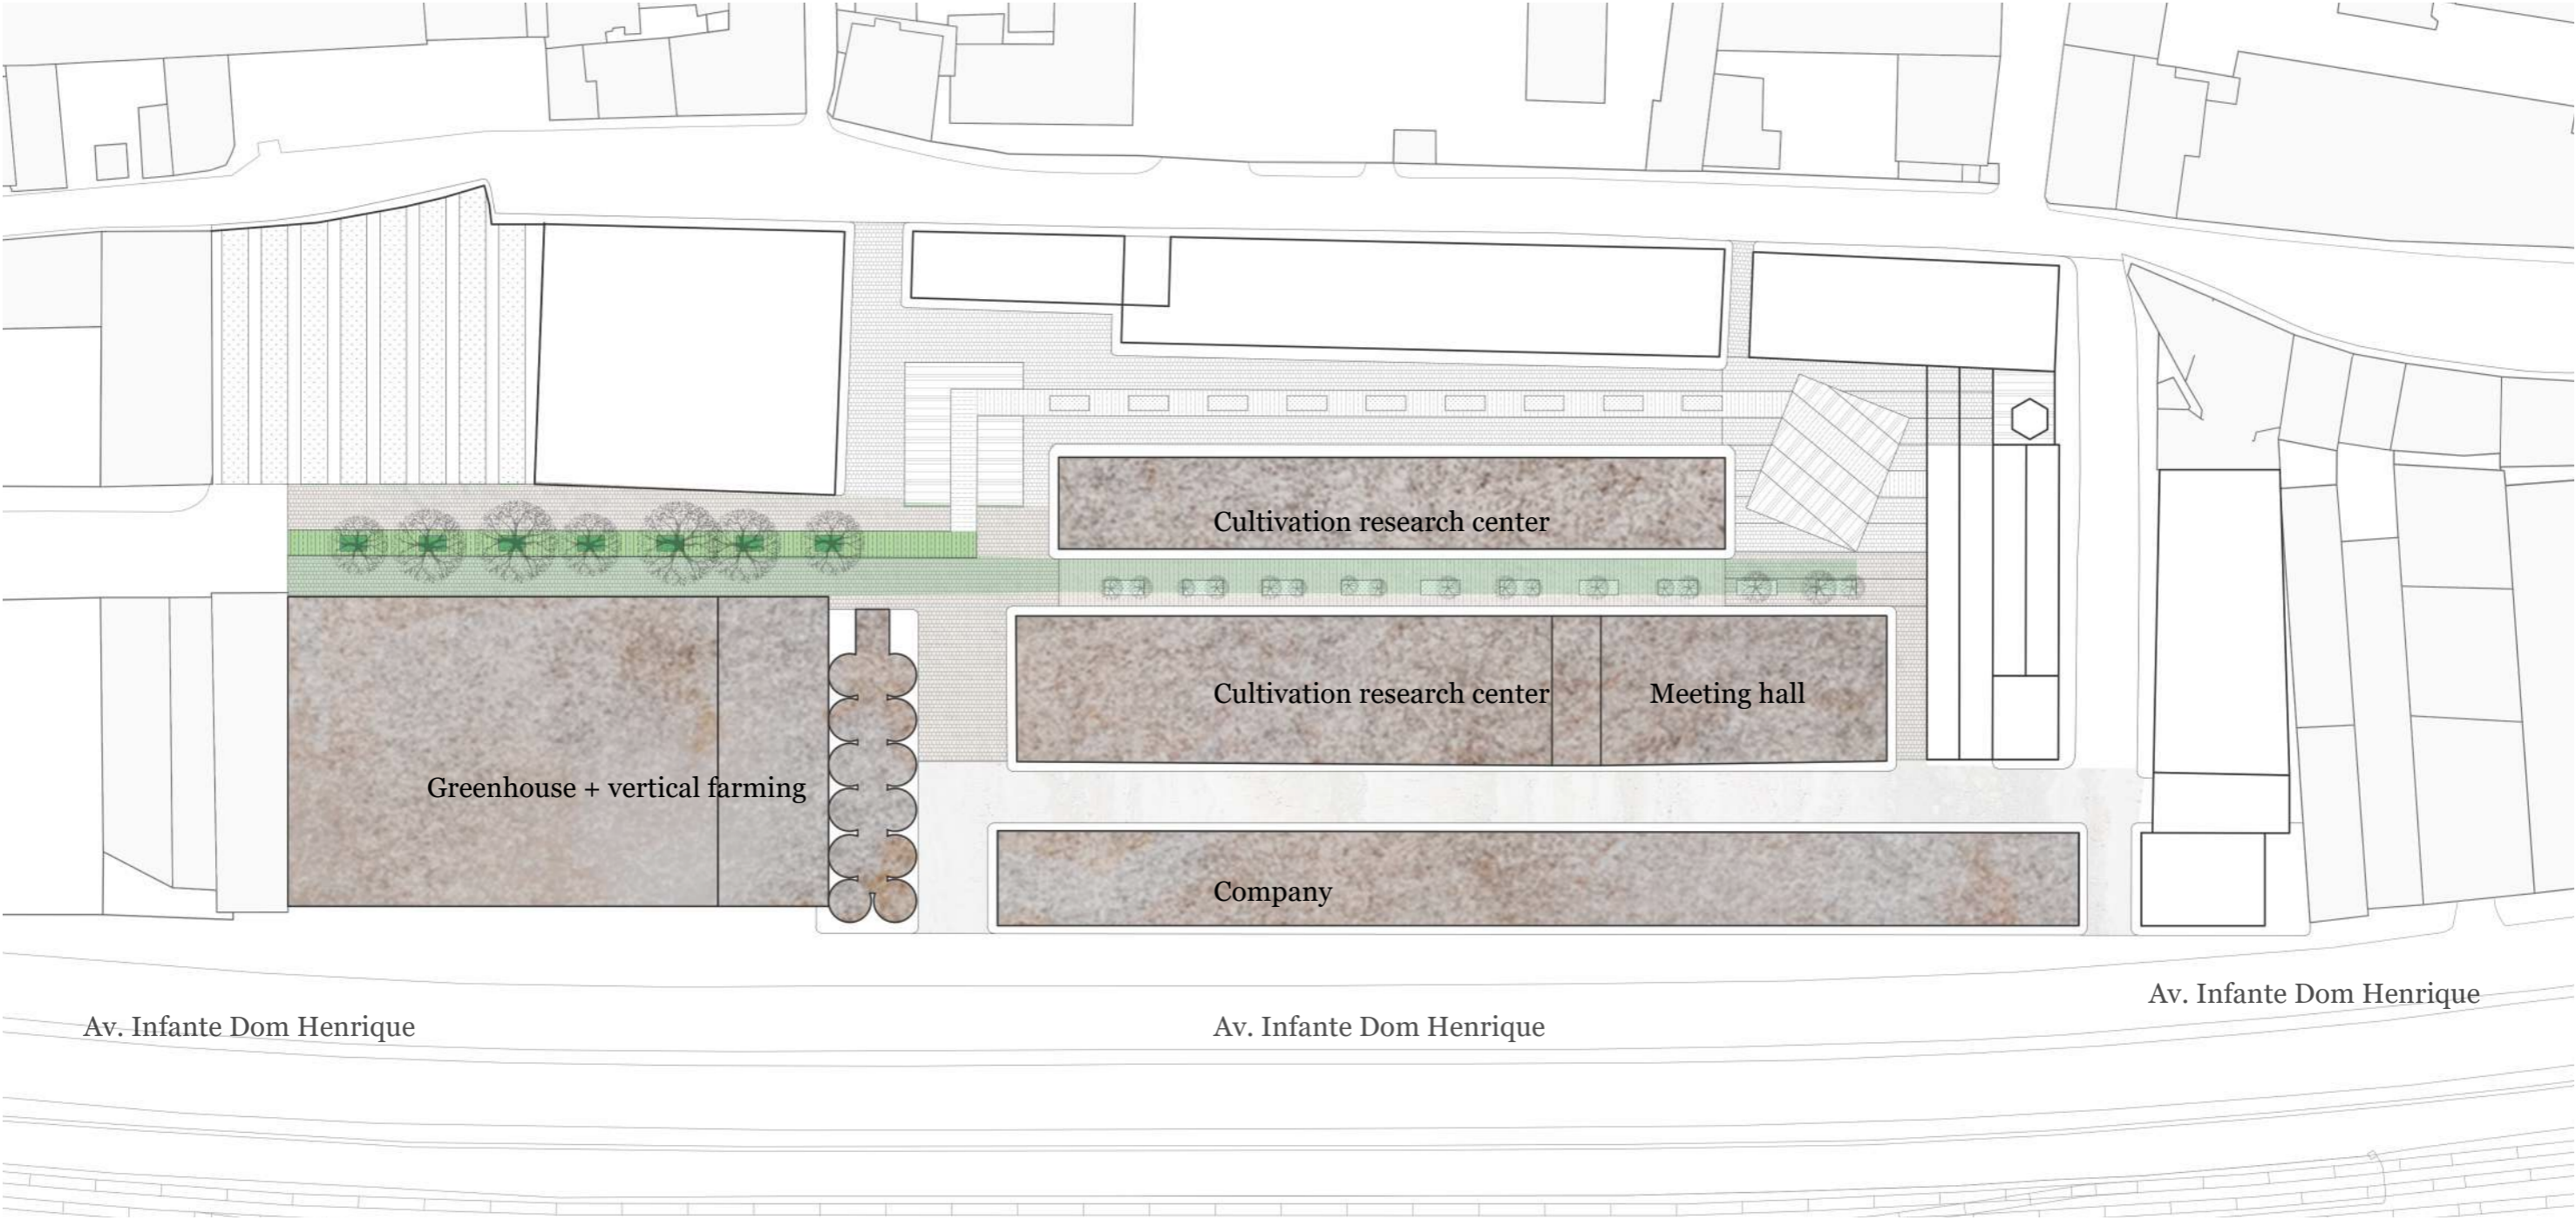 Cultivation research center
Cultivation research center
Meeting hall
Greenhouse + vertical farming
Company
Av. Infante Dom Henrique
Av. Infante Dom Henrique
Av. Infante Dom Henrique